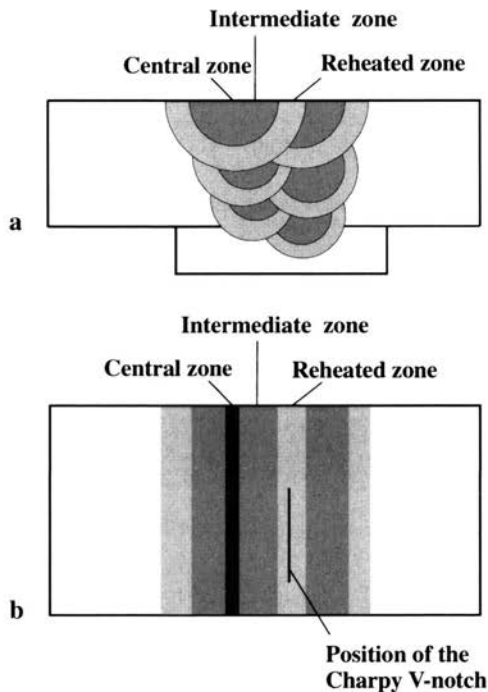 Intermediate zone
Central zone
Reheated zone
a
Intermediate zone
Central zone
Reheated zone
b
Position of the
Charpy V-notch